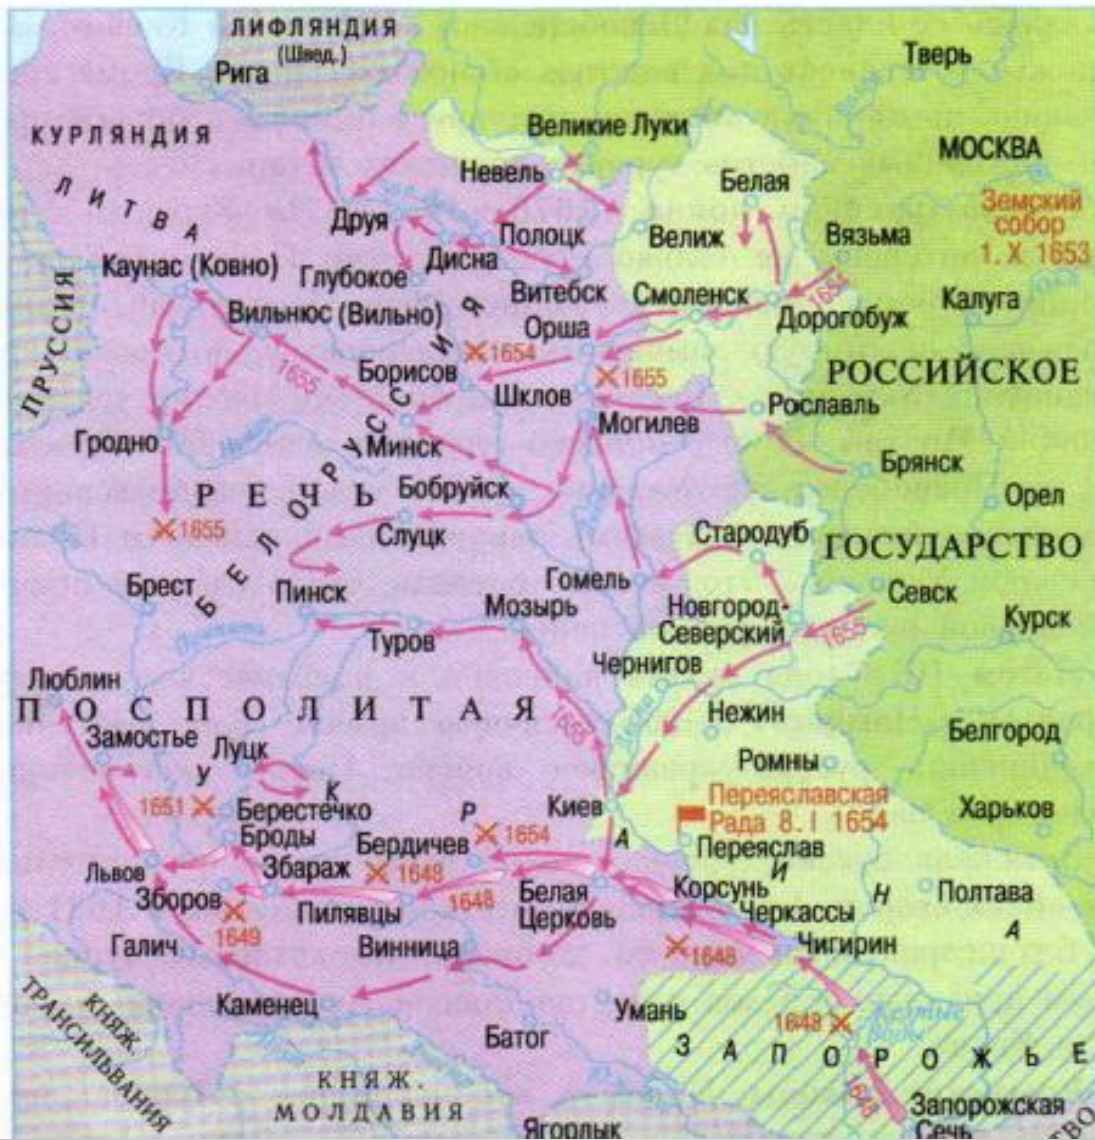 ЛИФЛЯНДИЯ
(Швед.)
Рига
Тверь
КУРЛЯНДИЯ
Великие Луки
МОСКВА
Невель
Белая
Земский
собор
1. X 1653
ЛИТВА
Друя
Полоцк
Велиж
Вязьма
Каунас (Ковно)
Глубокое
Дисна
Витебск
Смоленск
1654
Калуга
ПРУССИЯ
Вильнюс (Вильно)
Орша
Дорогобуж
1654
1655
Борисов
Шклов
1655
РОССИЙСКОЕ
Рославль
Могилев
Гродно
Минск
БЕЛОРУССИЯ
Брянск
РЕЧЬ
Бобруйск
Орел
1655
Слуцк
Стародуб
ГОСУДАРСТВО
Брест
Пинск
Гомель
Мозырь
Новгород-
Северский
1655
Севск
Курск
Туров
Чернигов
Люблин
ПОСПОЛИТАЯ
1655
Нежин
Белгород
Замостье
Луцк
Ромны
1651
Берестечко
Киев
Переяславская
Рада 8. I 1654
Харьков
УКРАИНА
Броды
Бердичев
1654
Переяслав
Львов
Збараж
1648
Зборов
Пилявцы
1648
Белая
Церковь
Корсунь
Полтава
1649
Черкассы
Галич
Винница
1648
Чигирин
Каменец
Умань
1648
Желтые
Воды
Батог
ЗАПОРОЖЬЕ
КНЯЖ.
ТРАНСИЛЬВАНИЯ
КНЯЖ.
МОЛДАВИЯ
1648
Запорожская
Сечь
Ягорлык